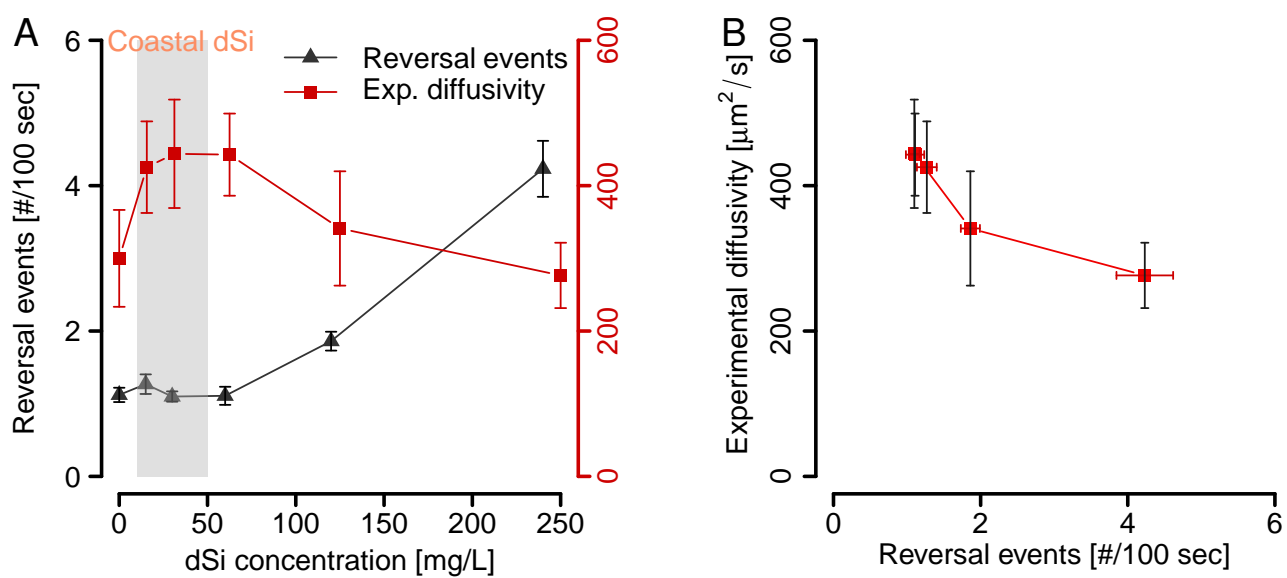 A
Coastal dSi
Reversal events
Exp. diffusivity
Reversal events [#/100 sec]
6
4
2
0
600
400
200
0
0 50 100 150 200 250
dSi concentration [mg/L]
B
Experimental diffusivity [μm²/s]
600
400
200
0
0 2 4 6
Reversal events [#/100 sec]